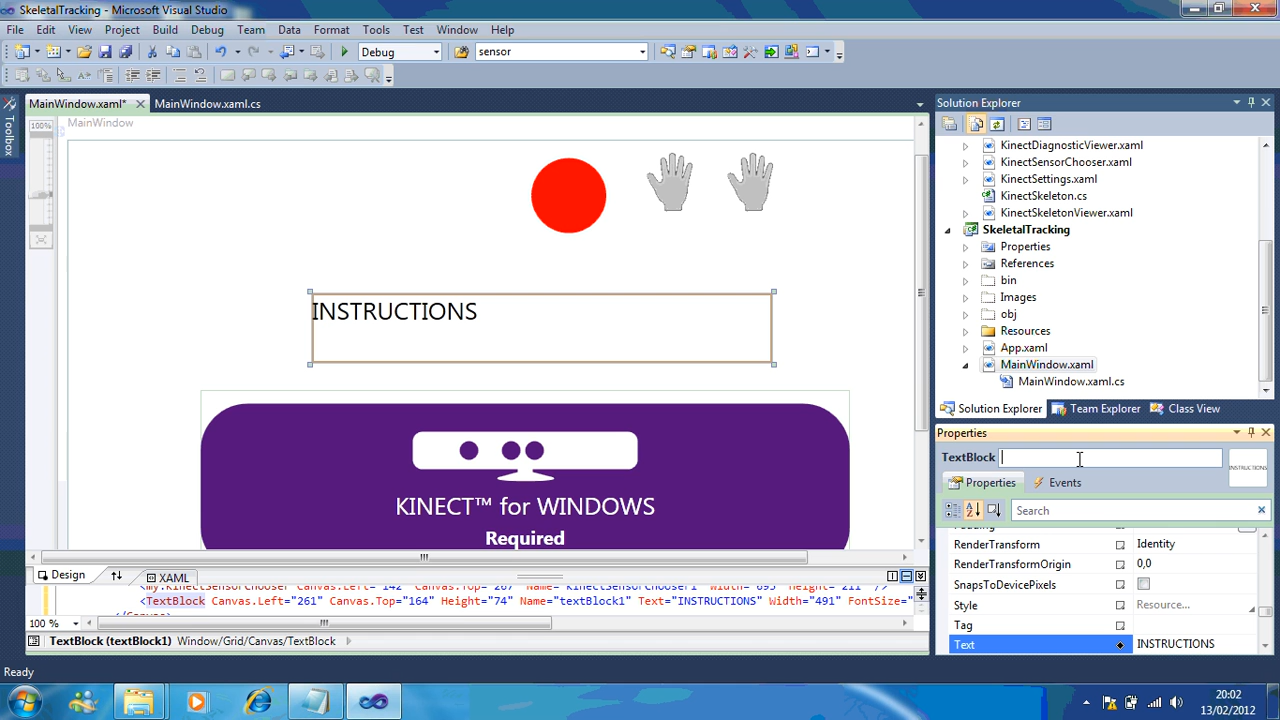 SkeletalTracking - Microsoft Visual Studio
File Edit View Project Build Debug Team Data Format Tools Test Window Help
Debug sensor
MainWindow.xaml* MainWindow.xaml.cs
Toolbox
100%
MainWindow
INSTRUCTIONS
KINECT™ for WINDOWS
Required
Design XAML
<TextBlock Canvas.Left="261" Canvas.Top="164" Height="74" Name="textBlock1" Text="INSTRUCTIONS" Width="491" FontSize="
100 %
TextBlock (textBlock1) Window/Grid/Canvas/TextBlock
Solution Explorer
KinectDiagnosticViewer.xaml
KinectSensorChooser.xaml
KinectSettings.xaml
KinectSkeleton.cs
KinectSkeletonViewer.xaml
SkeletalTracking
Properties
References
bin
Images
obj
Resources
App.xaml
MainWindow.xaml
MainWindow.xaml.cs
Solution Explorer Team Explorer Class View
Properties
TextBlock
INSTRUCTIONS
Properties Events
Search
RenderTransform Identity
RenderTransformOrigin 0,0
SnapsToDevicePixels
Style Resource...
Tag
Text INSTRUCTIONS
Ready
20:02
13/02/2012